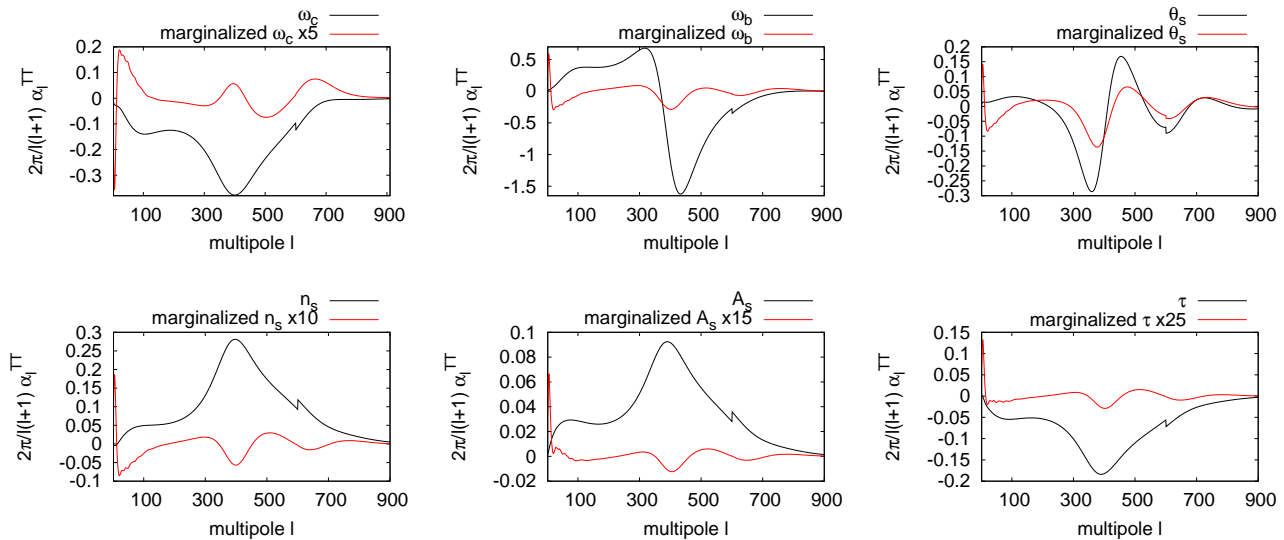 ω_c
marginalized ω_c x5
2π/l(l+1) α_l^TT
0.2
0.1
0
-0.1
-0.2
-0.3
100 300 500 700 900
multipole l
ω_b
marginalized ω_b
2π/l(l+1) α_l^TT
0.5
0
-0.5
-1
-1.5
100 300 500 700 900
multipole l
θ_s
marginalized θ_s
2π/l(l+1) α_l^TT
0.2
0.15
0.1
0.05
0
-0.05
-0.1
-0.15
-0.2
-0.25
-0.3
100 300 500 700 900
multipole l
n_s
marginalized n_s x10
2π/l(l+1) α_l^TT
0.3
0.25
0.2
0.15
0.1
0.05
0
-0.05
-0.1
100 300 500 700 900
multipole l
A_s
marginalized A_s x15
2π/l(l+1) α_l^TT
0.1
0.08
0.06
0.04
0.02
0
-0.02
100 300 500 700 900
multipole l
τ
marginalized τ x25
2π/l(l+1) α_l^TT
0.15
0.1
0.05
0
-0.05
-0.1
-0.15
-0.2
100 300 500 700 900
multipole l